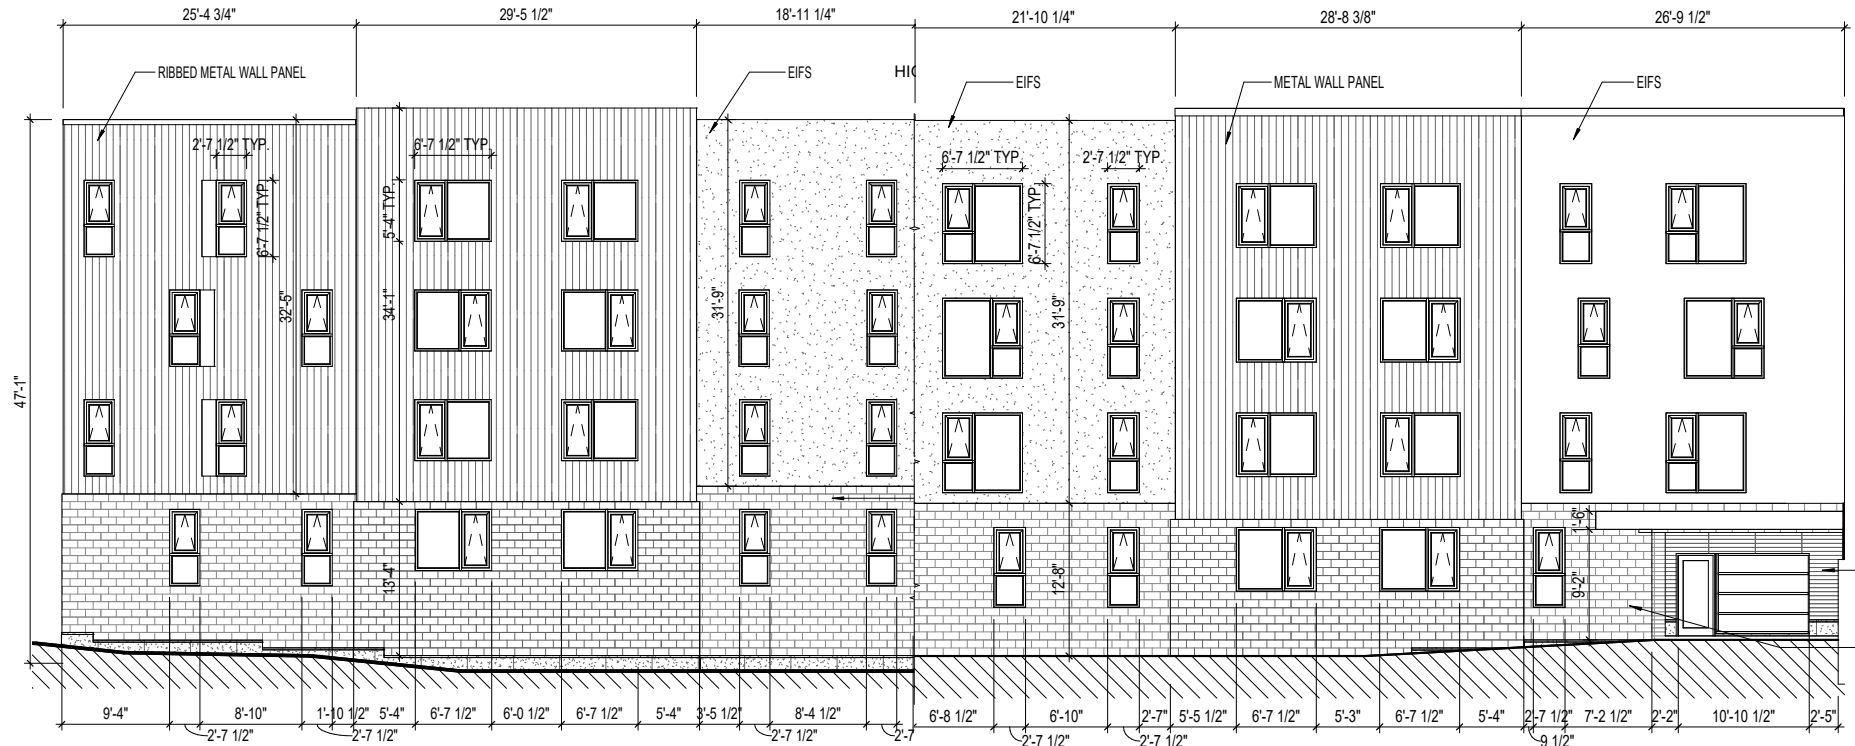 25'-4 3/4" 29'-5 1/2" 18'-11 1/4" 21'-10 1/4" 28'-8 3/8" 26'-9 1/2"
RIBBED METAL WALL PANEL
EIFS
HIG
EIFS
METAL WALL PANEL
EIFS
2'-7 1/2" TYP.
6'-7 1/2" TYP.
6'-7 1/2" TYP.
2'-7 1/2" TYP.
6'-7 1/2" TYP.
5'-4" TYP.
6'-7 1/2" TYP.
47'-1"
32'-5"
34'-1"
31'-9"
31'-9"
13'-4"
12'-8"
1'-6"
9'-2"
9'-4" 8'-10" 1'-10 1/2" 5'-4" 6'-7 1/2" 6'-0 1/2" 6'-7 1/2" 5'-4" 3'-5 1/2" 8'-4 1/2" 6'-8 1/2" 6'-10" 2'-7" 5'-5 1/2" 6'-7 1/2" 5'-3" 6'-7 1/2" 5'-4" 2'-7 1/2" 7'-2 1/2" 2'-2" 10'-10 1/2" 2'-5"
2'-7 1/2" 2'-7 1/2" 2'-7 1/2" 2'-7 2'-7 1/2" 2'-7 1/2" 9 1/2"